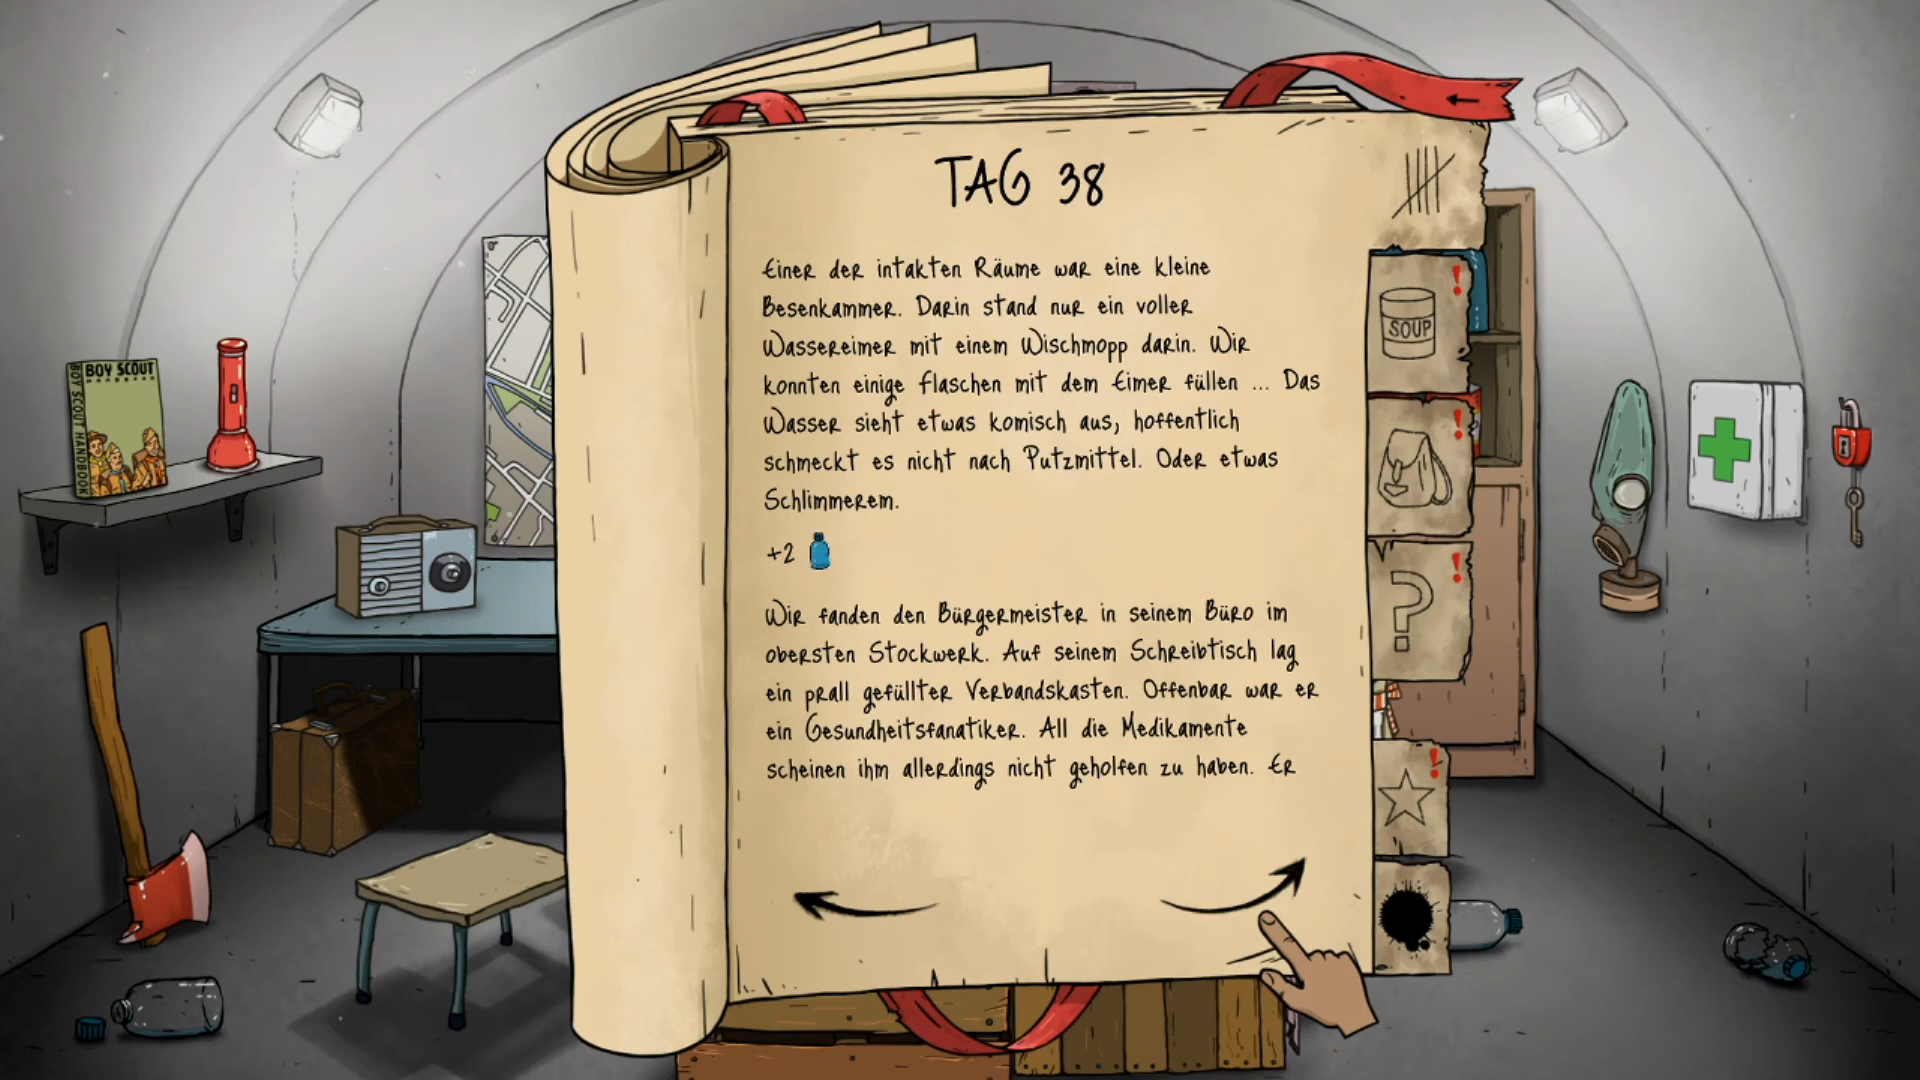 TAG 38
Einer der intakten Räume war eine kleine
Besenkammer. Darin stand nur ein voller
Wassereimer mit einem Wischmopp darin. Wir
konnten einige Flaschen mit dem Eimer füllen ... Das
Wasser sieht etwas komisch aus, hoffentlich
schmeckt es nicht nach Putzmittel. Oder etwas
Schlimmerem.
+2
Wir fanden den Bürgermeister in seinem Büro im
obersten Stockwerk. Auf seinem Schreibtisch lag
ein prall gefüllter Verbandskasten. Offenbar war er
ein Gesundheitsfanatiker. All die Medikamente
scheinen ihm allerdings nicht geholfen zu haben. Er
!
SOUP
!
!
?
!
BOY SCOUT
BOY SCOUT HANDBOOK